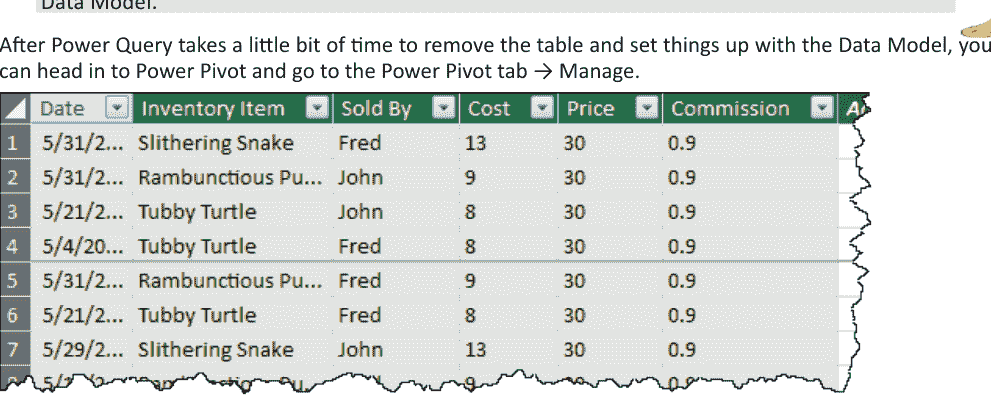 Data Model.
After Power Query takes a little bit of time to remove the table and set things up with the Data Model, you
can head in to Power Pivot and go to the Power Pivot tab → Manage.
Date Inventory Item Sold By Cost Price Commission
1 5/31/2... Slithering Snake Fred 13 30 0.9
2 5/31/2... Rambunctious Pu... John 9 30 0.9
3 5/21/2... Tubby Turtle John 8 30 0.9
4 5/4/20... Tubby Turtle Fred 8 30 0.9
5 5/31/2... Rambunctious Pu... Fred 9 30 0.9
6 5/21/2... Tubby Turtle Fred 8 30 0.9
7 5/29/2... Slithering Snake John 13 30 0.9